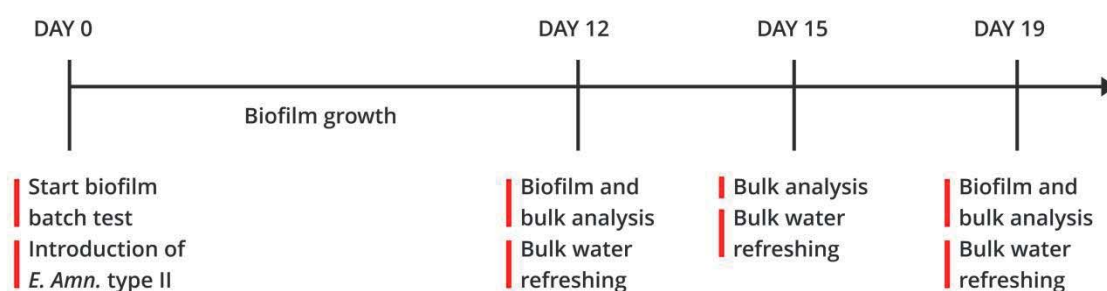 DAY 0
DAY 12
DAY 15
DAY 19
Biofilm growth
Start biofilm
batch test
Introduction of
E. Amn. type II
Biofilm and
bulk analysis
Bulk water
refreshing
Bulk analysis
Bulk water
refreshing
Biofilm and
bulk analysis
Bulk water
refreshing